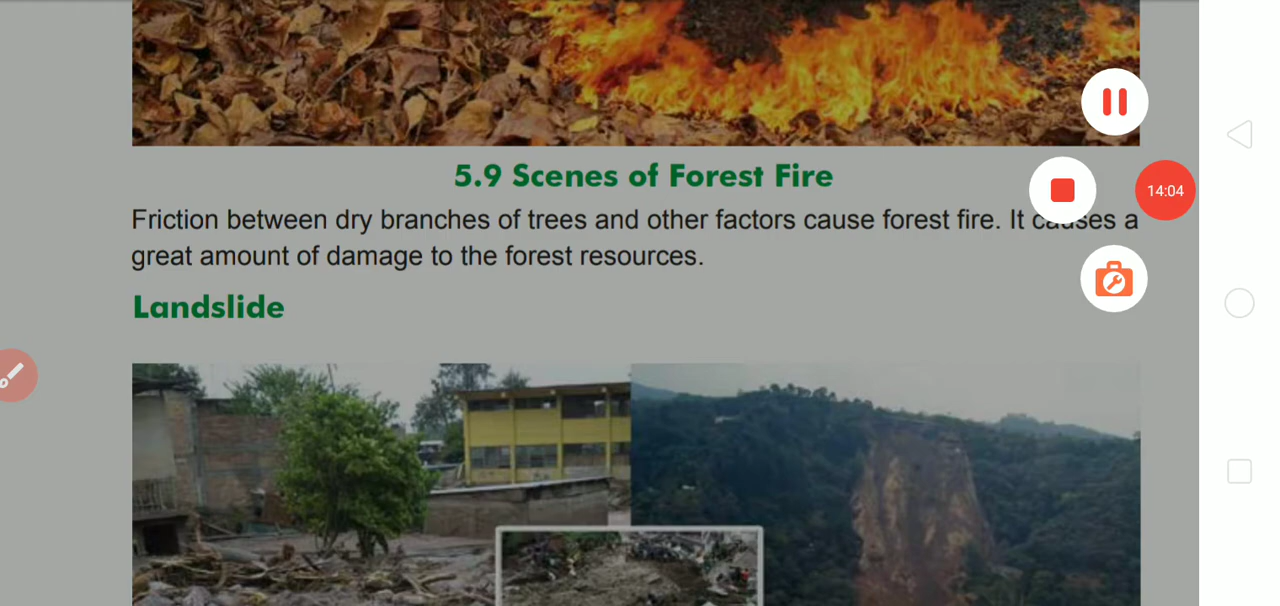 5.9 Scenes of Forest Fire
Friction between dry branches of trees and other factors cause forest fire. It causes a
great amount of damage to the forest resources.
Landslide
14:04